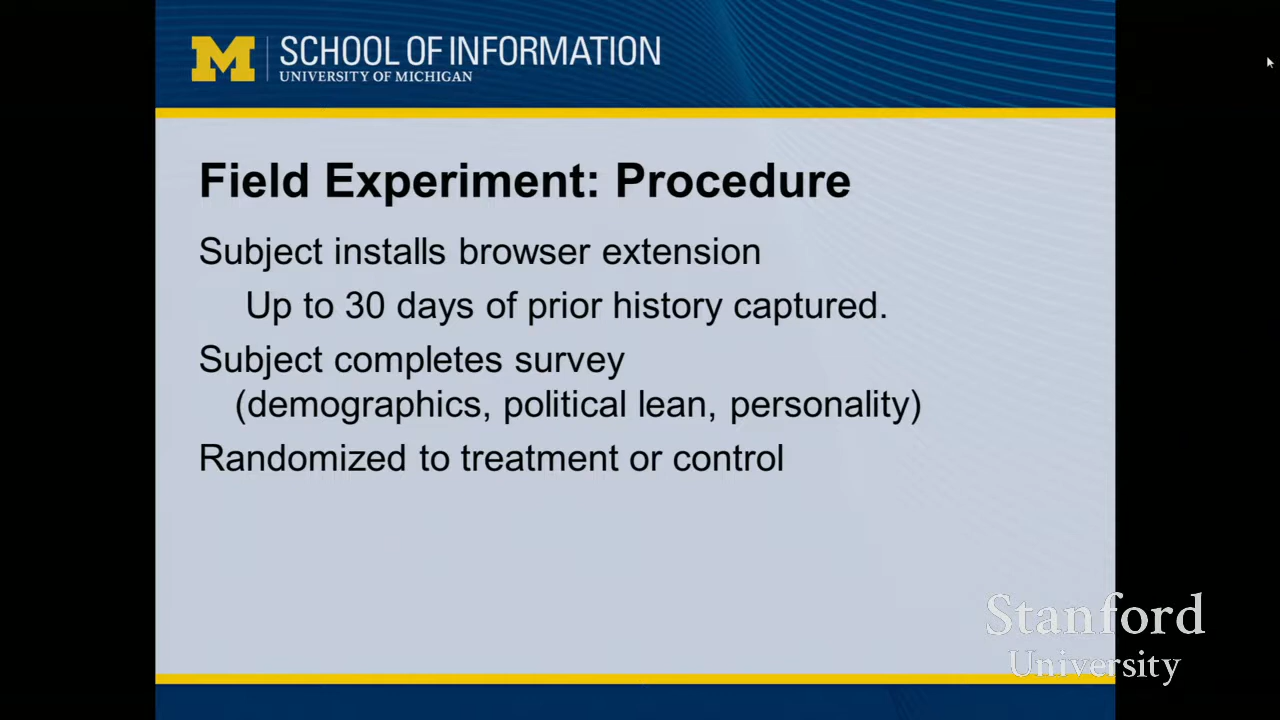 M SCHOOL OF INFORMATION
UNIVERSITY OF MICHIGAN
Field Experiment: Procedure
Subject installs browser extension
Up to 30 days of prior history captured.
Subject completes survey
(demographics, political lean, personality)
Randomized to treatment or control
Stanford
University